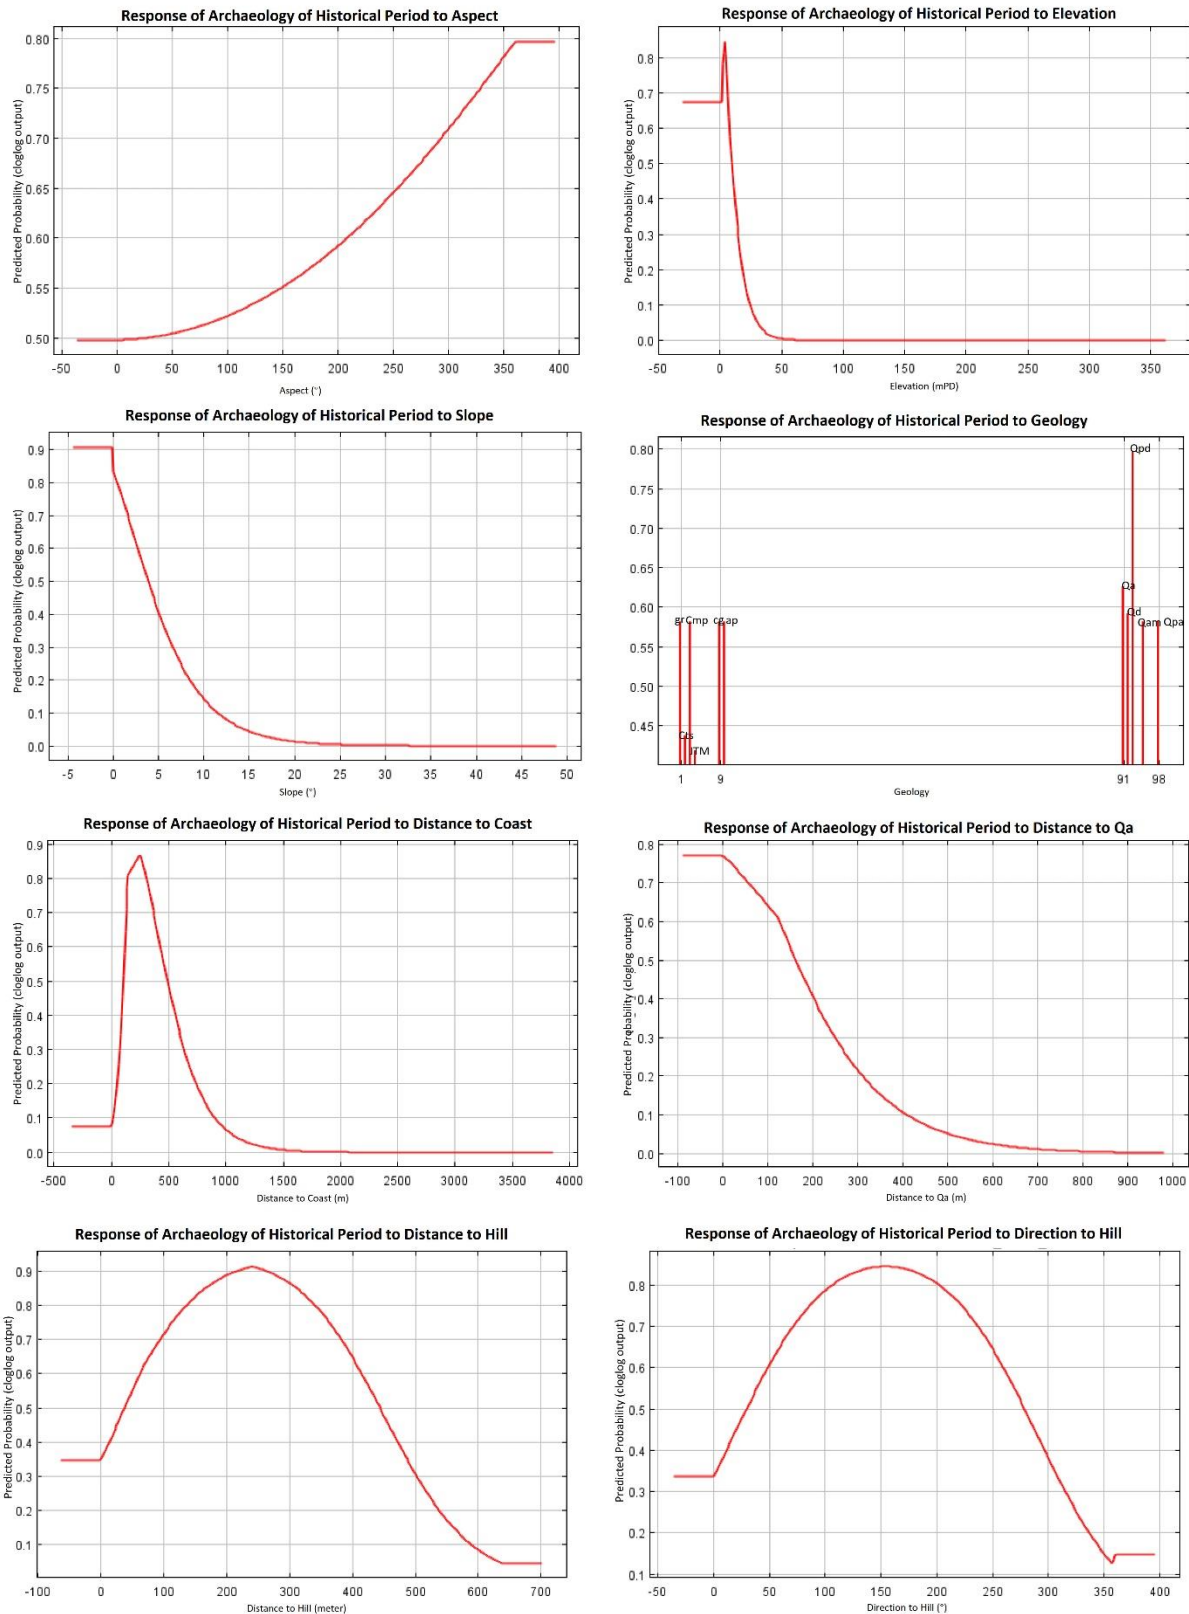 Response of Archaeology of Historical Period to Aspect
Predicted Probability (cloglog output)
0.80
0.75
0.70
0.65
0.60
0.55
0.50
-50 0 50 100 150 200 250 300 350 400
Aspect (°)
Response of Archaeology of Historical Period to Elevation
Predicted Probability (cloglog output)
0.8
0.7
0.6
0.5
0.4
0.3
0.2
0.1
0.0
-50 0 50 100 150 200 250 300 350
Elevation (mPD)
Response of Archaeology of Historical Period to Slope
Predicted Probability (cloglog output)
0.9
0.8
0.7
0.6
0.5
0.4
0.3
0.2
0.1
0.0
-5 0 5 10 15 20 25 30 35 40 45 50
Slope (°)
Response of Archaeology of Historical Period to Geology
0.80
0.75
0.70
0.65
0.60
0.55
0.50
0.45
Qpd
Qa
Qd
gr Cmp cg ap Qam Qpa
Cts
JTM
1 9 91 98
Geology
Response of Archaeology of Historical Period to Distance to Coast
Predicted Probability (cloglog output)
0.9
0.8
0.7
0.6
0.5
0.4
0.3
0.2
0.1
0.0
-500 0 500 1000 1500 2000 2500 3000 3500 4000
Distance to Coast (m)
Response of Archaeology of Historical Period to Distance to Qa
Predicted Probability (cloglog output)
0.8
0.7
0.6
0.5
0.4
0.3
0.2
0.1
0.0
-100 0 100 200 300 400 500 600 700 800 900 1000
Distance to Qa (m)
Response of Archaeology of Historical Period to Distance to Hill
Predicted Probability (cloglog output)
0.9
0.8
0.7
0.6
0.5
0.4
0.3
0.2
0.1
-100 0 100 200 300 400 500 600 700
Distance to Hill (meter)
Response of Archaeology of Historical Period to Direction to Hill
Predicted Probability (cloglog output)
0.8
0.7
0.6
0.5
0.4
0.3
0.2
0.1
-50 0 50 100 150 200 250 300 350 400
Direction to Hill (°)